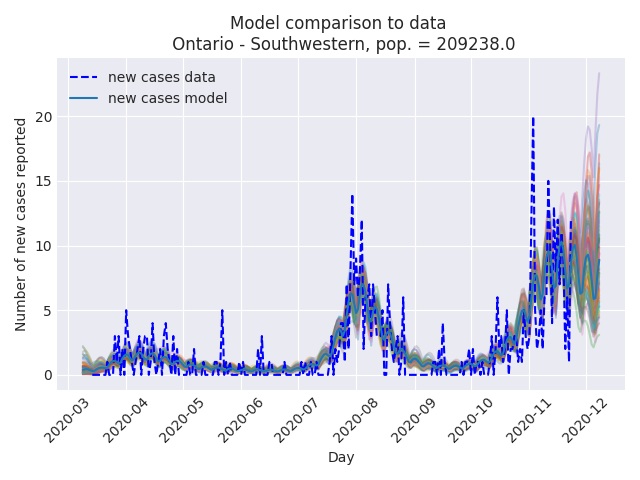 Model comparison to data
Ontario - Southwestern, pop. = 209238.0
new cases data
new cases model
Number of new cases reported
20
15
10
5
0
2020-03
2020-04
2020-05
2020-06
2020-07
2020-08
2020-09
2020-10
2020-11
2020-12
Day